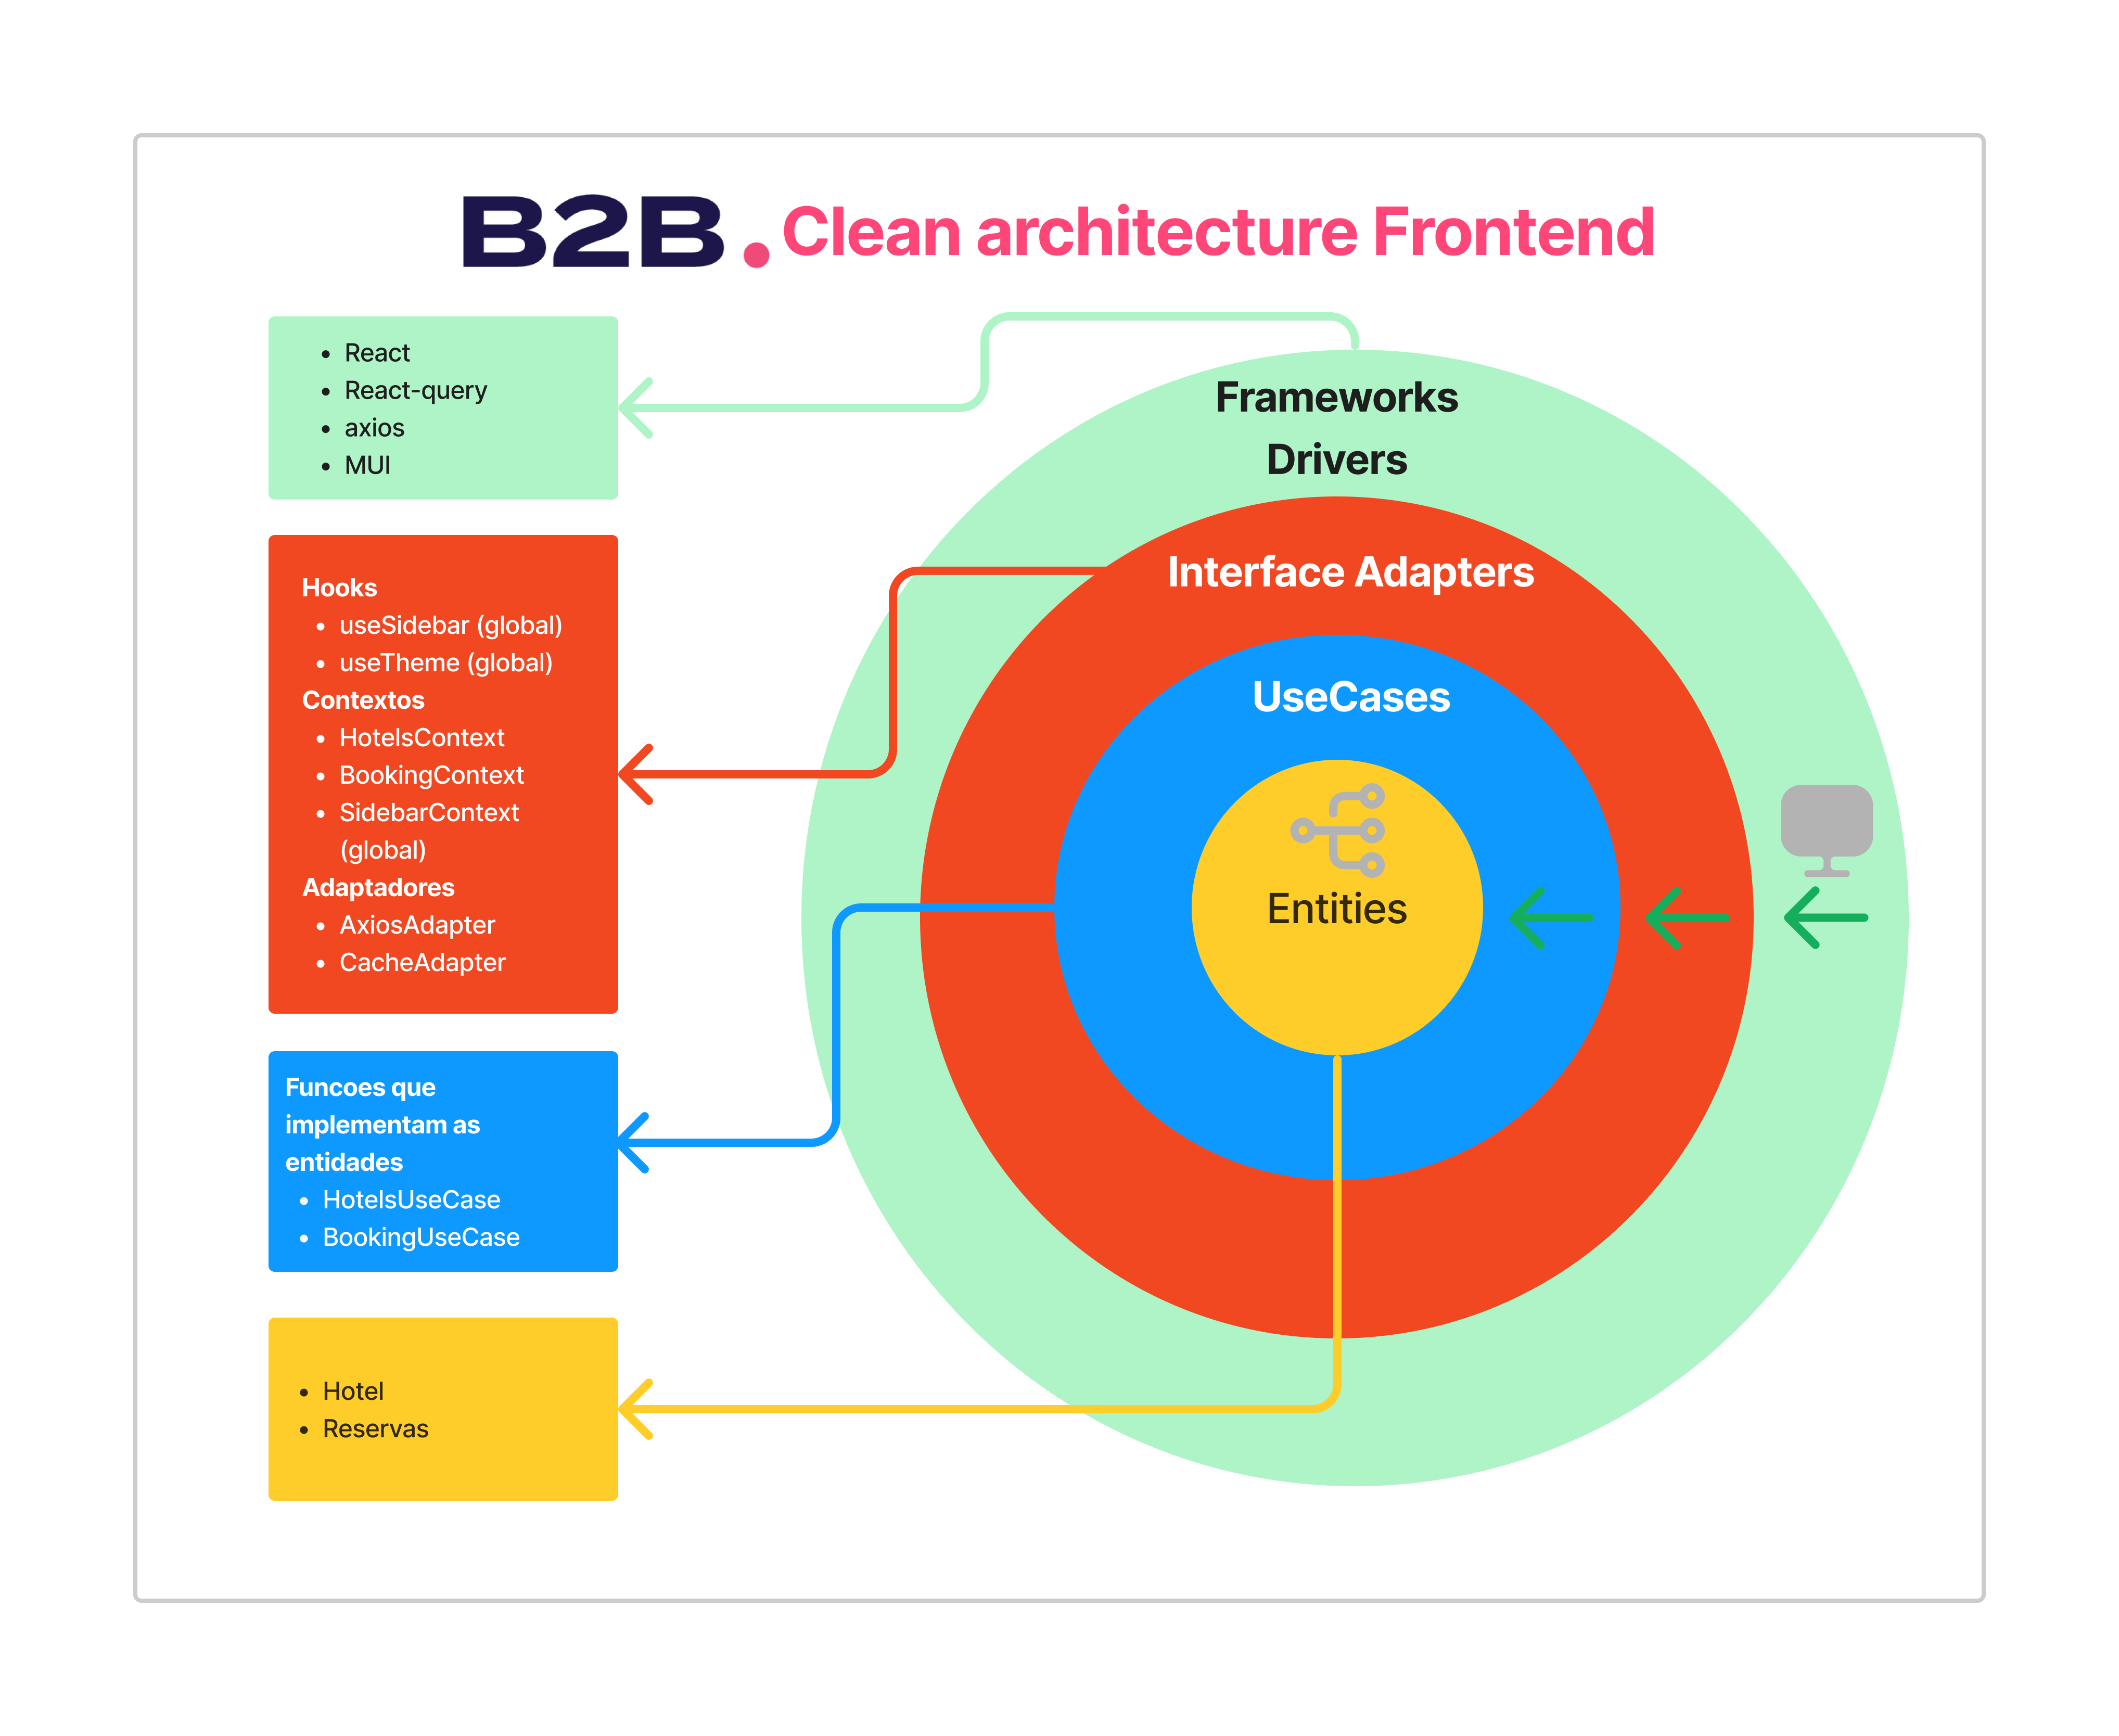 B2B. Clean architecture Frontend
React
React-query
axios
MUI
Hooks
useSidebar (global)
useTheme (global)
Contextos
HotelsContext
BookingContext
SidebarContext
(global)
Adaptadores
AxiosAdapter
CacheAdapter
Funcoes que
implementam as
entidades
HotelsUseCase
BookingUseCase
Hotel
Reservas
Frameworks
Drivers
Interface Adapters
UseCases
Entities